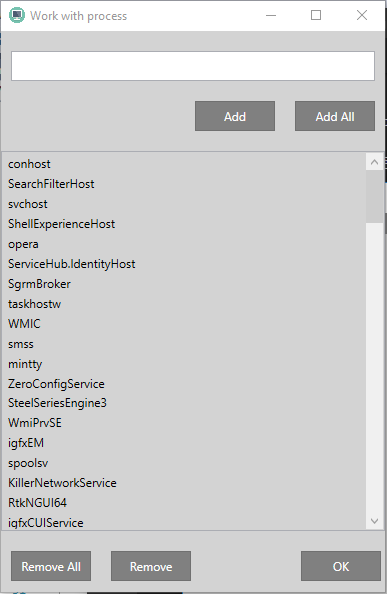 Work with process
Add
Add All
conhost
SearchFilterHost
svchost
ShellExperienceHost
opera
ServiceHub.IdentityHost
SgrmBroker
taskhostw
WMIC
smss
mintty
ZeroConfigService
SteelSeriesEngine3
WmiPrvSE
igfxEM
spoolsv
KillerNetworkService
RtkNGUI64
igfxCUIService
Remove All
Remove
OK